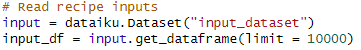 # Read recipe inputs
input = dataiku.Dataset("input_dataset")
input_df = input.get_dataframe(limit = 10000)